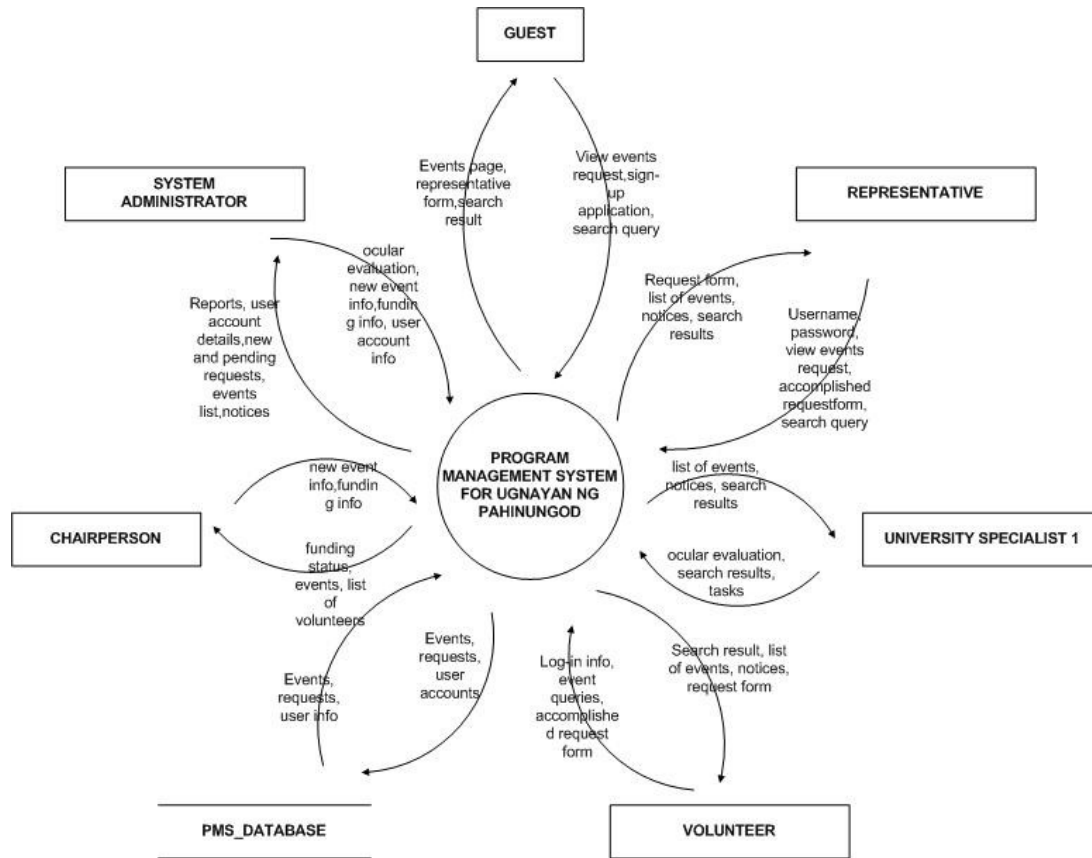 GUEST
SYSTEM
ADMINISTRATOR
REPRESENTATIVE
Events page,
representative
form,search
result
View events
request,sign-
up
application,
search query
ocular
evaluation,
new event
info,fundin
g info, user
account
info
Reports, user
account
details,new
and pending
requests,
events
list,notices
Request form,
list of events,
notices, search
results
Username,
password,
view events
request,
accomplished
requestform,
search query
PROGRAM
MANAGEMENT SYSTEM
FOR UGNAYAN NG
PAHINUNGOD
new event
info,fundin
g info
list of events,
notices, search
results
CHAIRPERSON
UNIVERSITY SPECIALIST 1
funding
status,
events, list
of
volunteers
ocular evaluation,
search results,
tasks
Events,
requests,
user info
Events,
requests,
user
accounts
Log-in info,
event
queries,
accomplishe
d request
form
Search result, list
of events, notices,
request form
PMS_DATABASE
VOLUNTEER